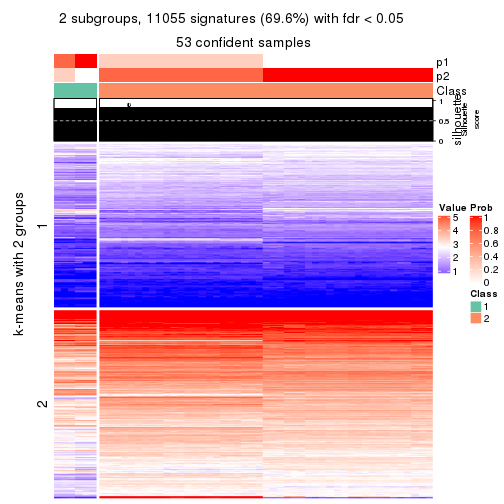 2 subgroups, 11055 signatures (69.6%) with fdr < 0.05
53 confident samples
p1
p2
Class
1
0.5
0
silhouette
Silhouette
score
k-means with 2 groups
1
2
Value
5
4
3
2
1
Prob
1
0.8
0.6
0.4
0.2
0
Class
1
2